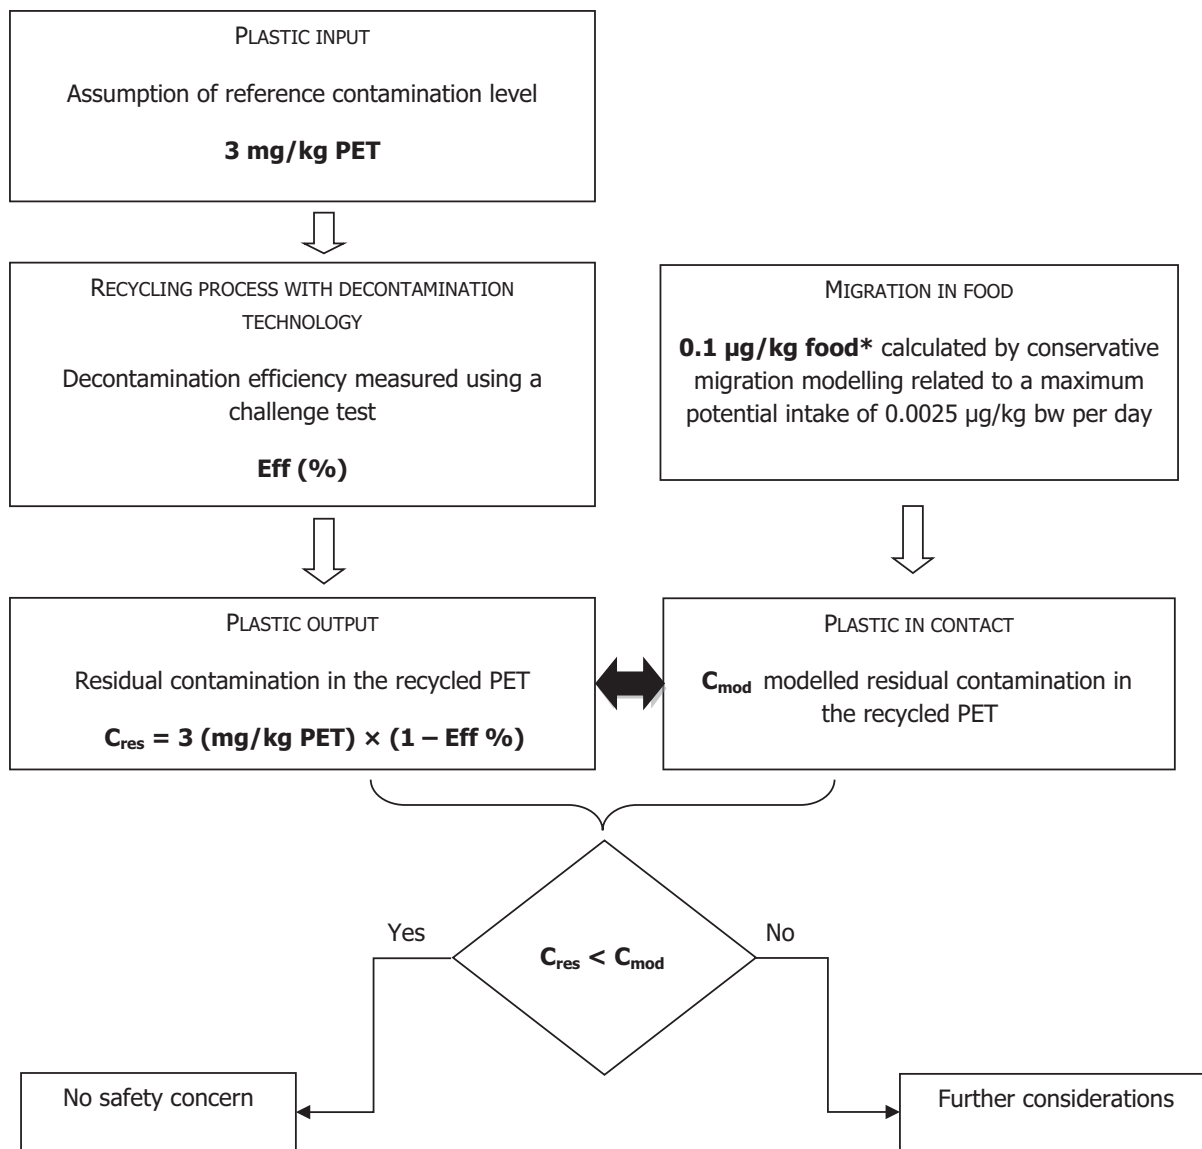 PLASTIC INPUT
Assumption of reference contamination level
3 mg/kg PET
RECYCLING PROCESS WITH DECONTAMINATION
TECHNOLOGY
Decontamination efficiency measured using a
challenge test
Eff (%)
MIGRATION IN FOOD
0.1 µg/kg food* calculated by conservative
migration modelling related to a maximum
potential intake of 0.0025 µg/kg bw per day
PLASTIC OUTPUT
Residual contamination in the recycled PET
Cres = 3 (mg/kg PET) × (1 – Eff %)
PLASTIC IN CONTACT
Cmod modelled residual contamination in
the recycled PET
Yes
Cres < Cmod
No
No safety concern
Further considerations